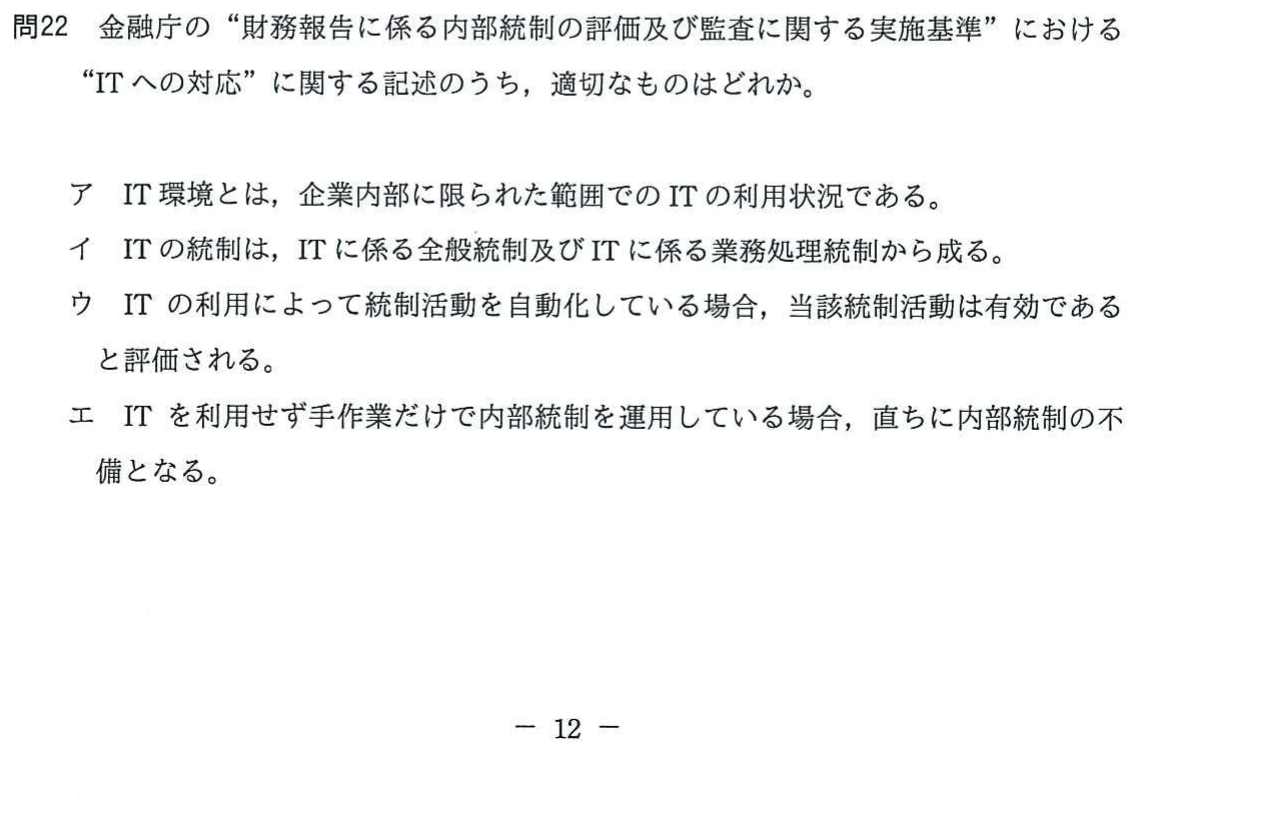 問22 金融庁の“財務報告に係る内部統制の評価及び監査に関する実施基準”における
“IT への対応”に関する記述のうち，適切なものはどれか。
ア IT 環境とは，企業内部に限られた範囲での IT の利用状況である。
イ IT の統制は，IT に係る全般統制及び IT に係る業務処理統制から成る。
ウ IT の利用によって統制活動を自動化している場合，当該統制活動は有効である
と評価される。
エ IT を利用せず手作業だけで内部統制を運用している場合，直ちに内部統制の不
備となる。
－ 12 －